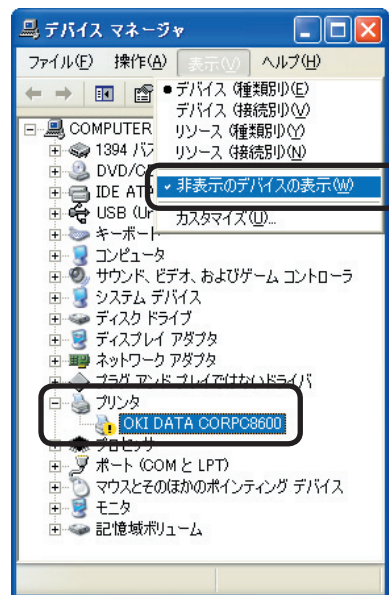 デバイス マネージャ
ファイル(F) 操作(A) 表示(V) ヘルプ(H)
デバイス (種類別)(E)
デバイス (接続別)(V)
リソース (種類別)(Y)
リソース (接続別)(N)
非表示のデバイスの表示(W)
カスタマイズ(U)...
COMPUTER
1394 バス
DVD/C
IDE ATA
USB (Un
キーボード
コンピュータ
サウンド、ビデオ、およびゲーム コントローラ
システム デバイス
ディスク ドライブ
ディスプレイ アダプタ
ネットワーク アダプタ
プラグ アンド プレイではないドライバ
プリンタ
OKI DATA CORPC8600
プロセッサ
ポート (COM と LPT)
マウスとそのほかのポインティング デバイス
モニタ
記憶域ボリューム